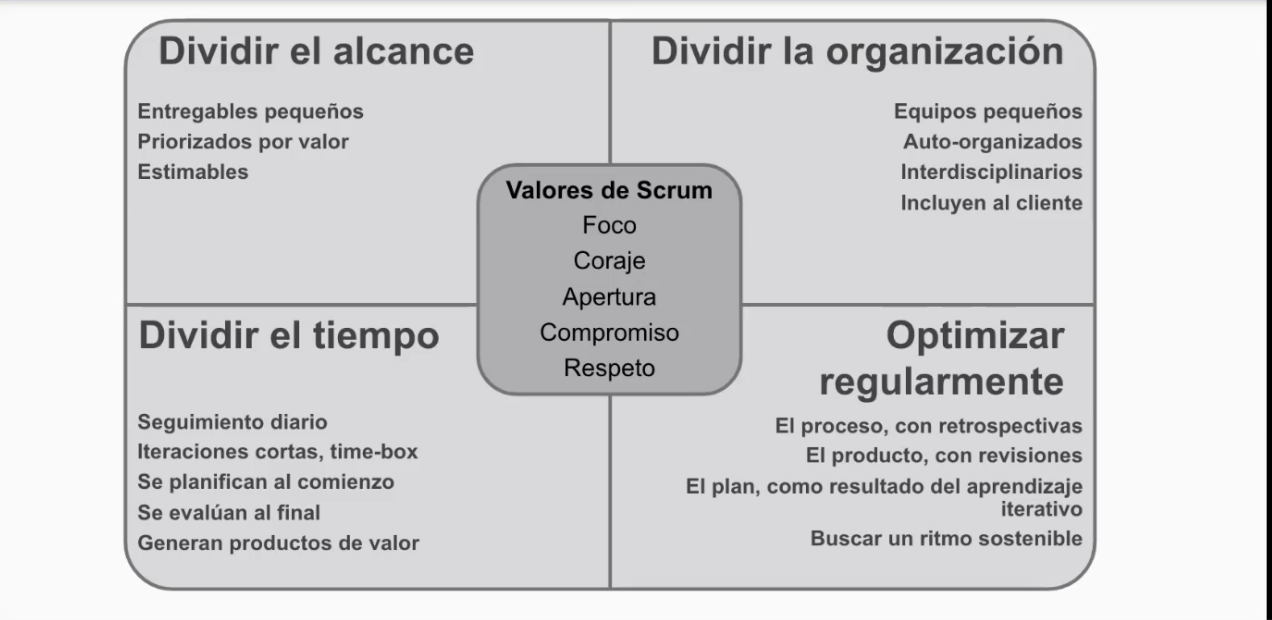 Dividir el alcance
Entregables pequeños
Priorizados por valor
Estimables
Dividir la organización
Equipos pequeños
Auto-organizados
Interdisciplinarios
Incluyen al cliente
Valores de Scrum
Foco
Coraje
Apertura
Compromiso
Respeto
Dividir el tiempo
Seguimiento diario
Iteraciones cortas, time-box
Se planifican al comienzo
Se evalúan al final
Generan productos de valor
Optimizar
regularmente
El proceso, con retrospectivas
El producto, con revisiones
El plan, como resultado del aprendizaje
iterativo
Buscar un ritmo sostenible